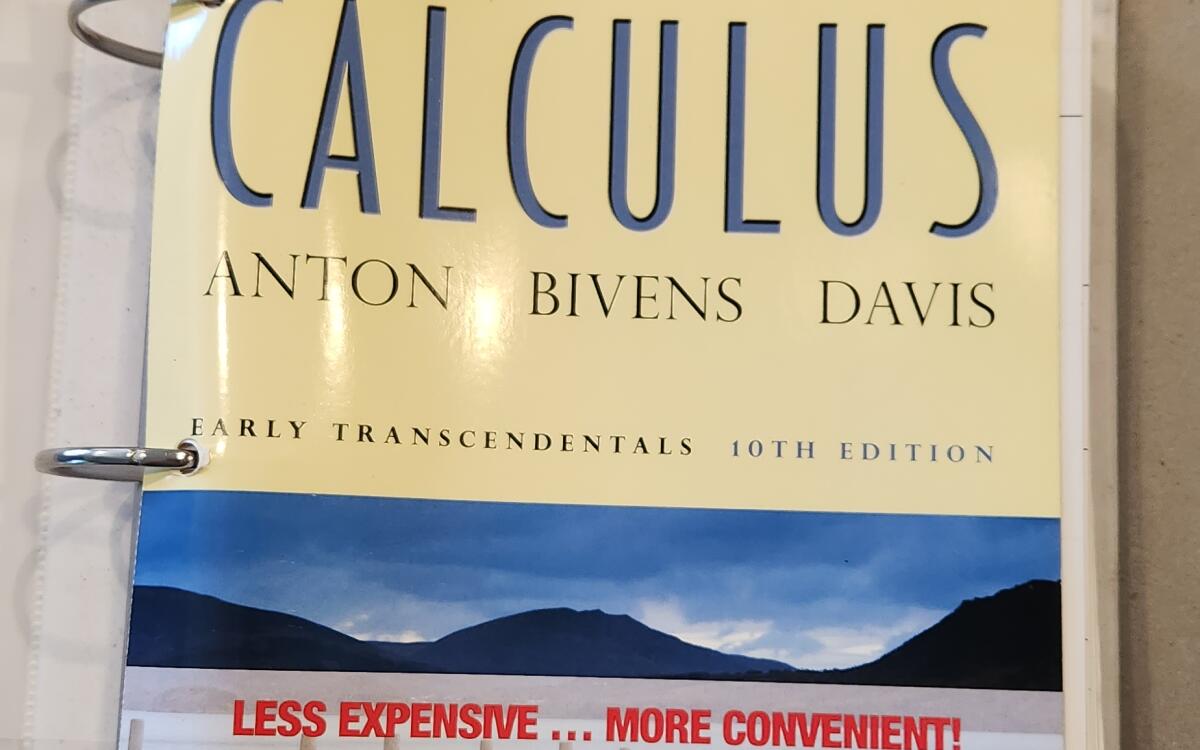 CALCULUS
ANTON BIVENS DAVIS
EARLY TRANSCENDENTALS 10TH EDITION
LESS EXPENSIVE ... MORE CONVENIENT!